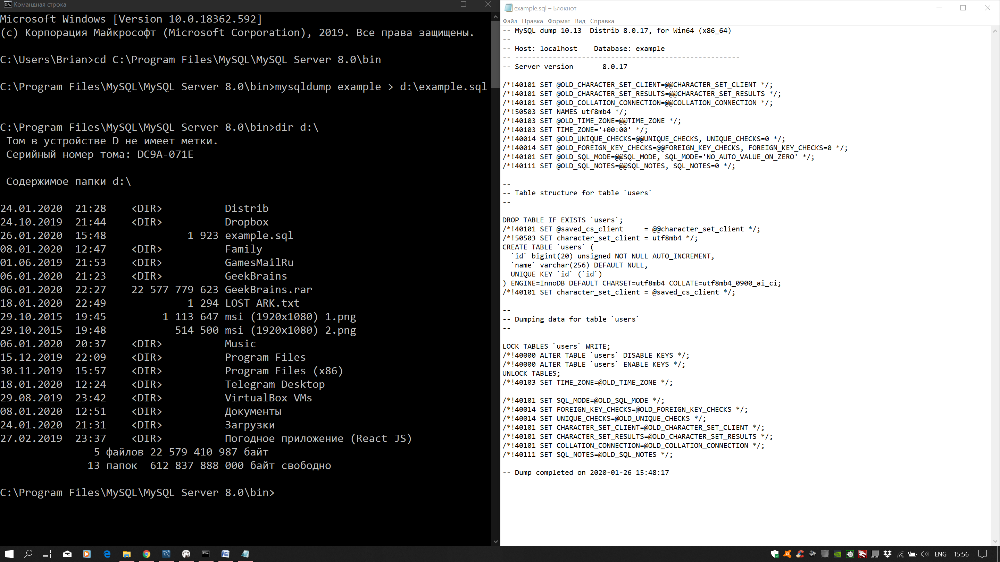 Командная строка
Microsoft Windows [Version 10.0.18362.592]
(c) Корпорация Майкрософт (Microsoft Corporation), 2019. Все права защищены.
C:\Users\Brian>cd C:\Program Files\MySQL\MySQL Server 8.0\bin
C:\Program Files\MySQL\MySQL Server 8.0\bin>mysqldump example > d:\example.sql
C:\Program Files\MySQL\MySQL Server 8.0\bin>dir d:\
Том в устройстве D не имеет метки.
Серийный номер тома: DC9A-071E
Содержимое папки d:\
24.01.2020  21:28    <DIR>          Distrib
24.10.2019  21:44    <DIR>          Dropbox
26.01.2020  15:48             1 923 example.sql
08.01.2020  12:47    <DIR>          Family
01.06.2019  21:53    <DIR>          GamesMailRu
06.01.2020  21:23    <DIR>          GeekBrains
06.01.2020  22:27    22 577 779 623 GeekBrains.rar
18.01.2020  22:49             1 294 LOST ARK.txt
29.10.2015  19:45         1 113 647 msi (1920x1080) 1.png
29.10.2015  19:48           514 500 msi (1920x1080) 2.png
06.01.2020  20:37    <DIR>          Music
15.12.2019  22:09    <DIR>          Program Files
30.11.2019  15:57    <DIR>          Program Files (x86)
18.01.2020  12:24    <DIR>          Telegram Desktop
29.08.2019  23:42    <DIR>          VirtualBox VMs
08.01.2020  12:51    <DIR>          Документы
24.01.2020  21:31    <DIR>          Загрузки
27.02.2019  23:37    <DIR>          Погодное приложение (React JS)
5 файлов 22 579 410 987 байт
13 папок  612 837 888 000 байт свободно
C:\Program Files\MySQL\MySQL Server 8.0\bin>
example.sql – Блокнот
Файл Правка Формат Вид Справка
-- MySQL dump 10.13  Distrib 8.0.17, for Win64 (x86_64)
--
-- Host: localhost    Database: example
-- ------------------------------------------------------
-- Server version       8.0.17
/*!40101 SET @OLD_CHARACTER_SET_CLIENT=@@CHARACTER_SET_CLIENT */;
/*!40101 SET @OLD_CHARACTER_SET_RESULTS=@@CHARACTER_SET_RESULTS */;
/*!40101 SET @OLD_COLLATION_CONNECTION=@@COLLATION_CONNECTION */;
/*!50503 SET NAMES utf8mb4 */;
/*!40103 SET @OLD_TIME_ZONE=@@TIME_ZONE */;
/*!40103 SET TIME_ZONE='+00:00' */;
/*!40014 SET @OLD_UNIQUE_CHECKS=@@UNIQUE_CHECKS, UNIQUE_CHECKS=0 */;
/*!40014 SET @OLD_FOREIGN_KEY_CHECKS=@@FOREIGN_KEY_CHECKS, FOREIGN_KEY_CHECKS=0 */;
/*!40101 SET @OLD_SQL_MODE=@@SQL_MODE, SQL_MODE='NO_AUTO_VALUE_ON_ZERO' */;
/*!40111 SET @OLD_SQL_NOTES=@@SQL_NOTES, SQL_NOTES=0 */;
--
-- Table structure for table `users`
--
DROP TABLE IF EXISTS `users`;
/*!40101 SET @saved_cs_client     = @@character_set_client */;
/*!50503 SET character_set_client = utf8mb4 */;
CREATE TABLE `users` (
  `id` bigint(20) unsigned NOT NULL AUTO_INCREMENT,
  `name` varchar(256) DEFAULT NULL,
  UNIQUE KEY `id` (`id`)
) ENGINE=InnoDB DEFAULT CHARSET=utf8mb4 COLLATE=utf8mb4_0900_ai_ci;
/*!40101 SET character_set_client = @saved_cs_client */;
--
-- Dumping data for table `users`
--
LOCK TABLES `users` WRITE;
/*!40000 ALTER TABLE `users` DISABLE KEYS */;
/*!40000 ALTER TABLE `users` ENABLE KEYS */;
UNLOCK TABLES;
/*!40103 SET TIME_ZONE=@OLD_TIME_ZONE */;
/*!40101 SET SQL_MODE=@OLD_SQL_MODE */;
/*!40014 SET FOREIGN_KEY_CHECKS=@OLD_FOREIGN_KEY_CHECKS */;
/*!40014 SET UNIQUE_CHECKS=@OLD_UNIQUE_CHECKS */;
/*!40101 SET CHARACTER_SET_CLIENT=@OLD_CHARACTER_SET_CLIENT */;
/*!40101 SET CHARACTER_SET_RESULTS=@OLD_CHARACTER_SET_RESULTS */;
/*!40101 SET COLLATION_CONNECTION=@OLD_COLLATION_CONNECTION */;
/*!40111 SET SQL_NOTES=@OLD_SQL_NOTES */;
-- Dump completed on 2020-01-26 15:48:17
ENG 15:56